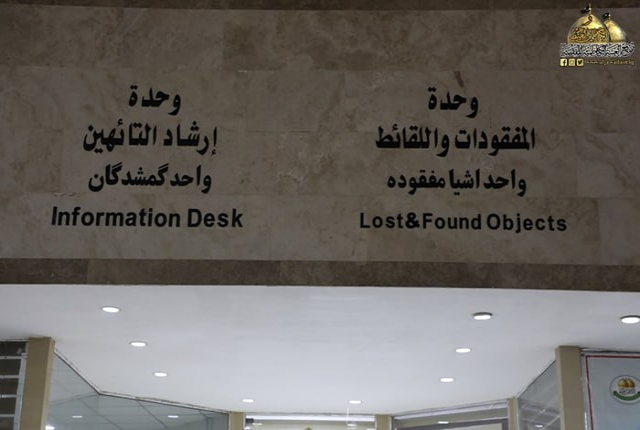 وحدة
المفقودات واللقائط
واحد اشيا مفقوده
Lost&Found Objects
وحدة
إرشاد التائهين
واحد گمشدگان
Information Desk